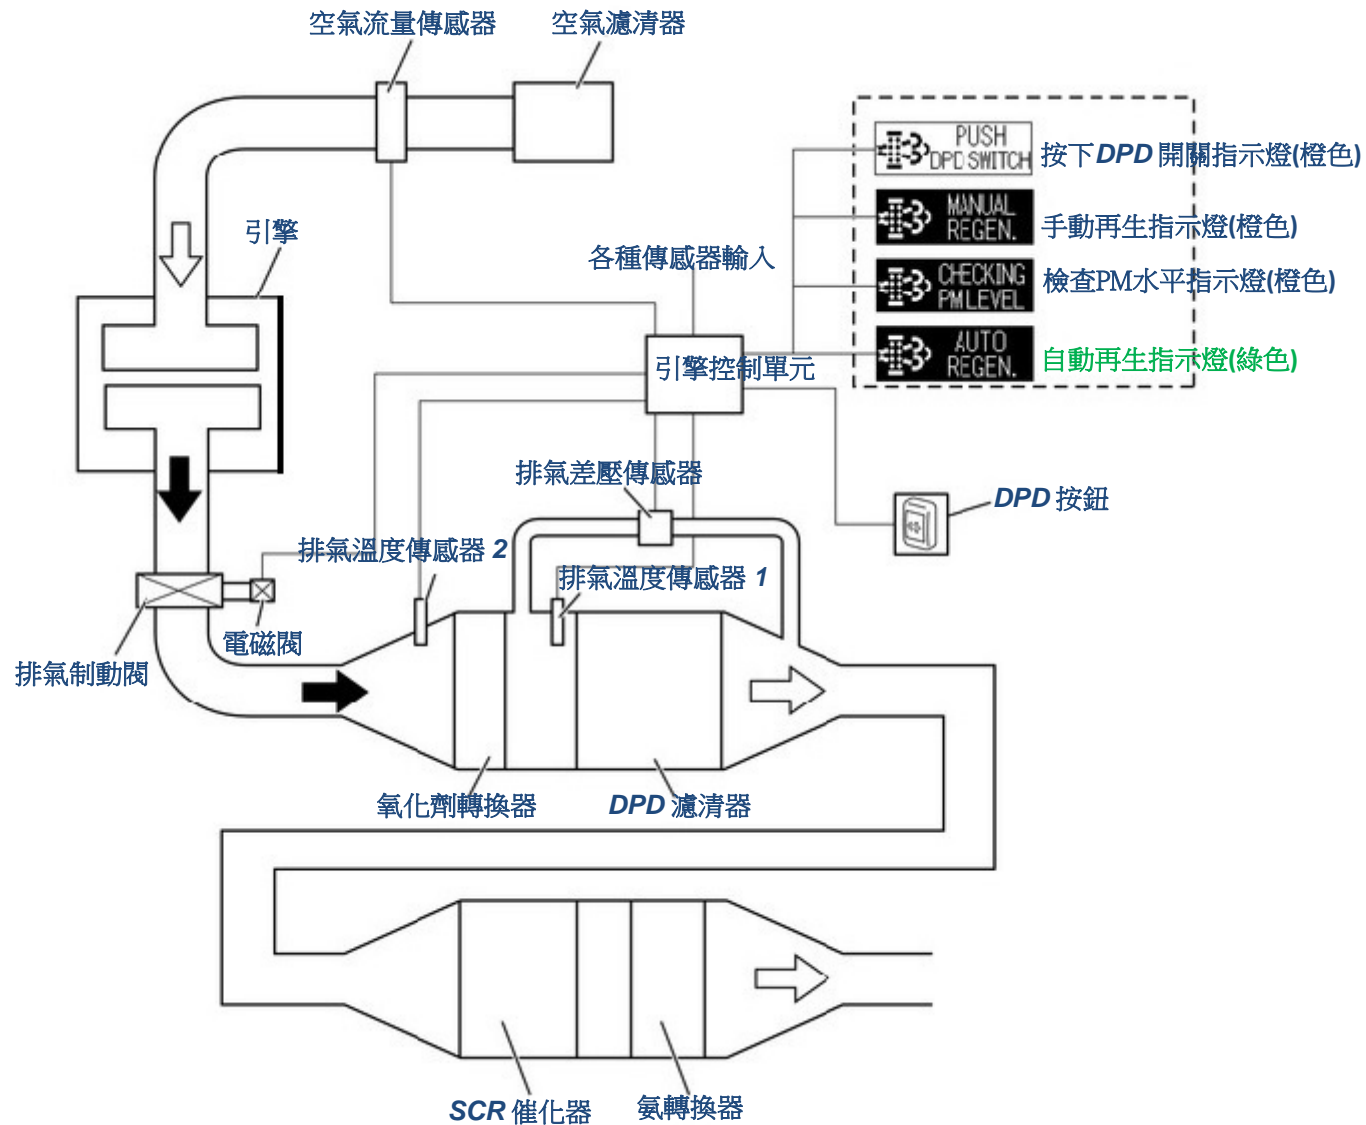 空氣流量傳感器
空氣濾清器
PUSH
DPD SWITCH
按下DPD 開關指示燈(橙色)
MANUAL
REGEN.
手動再生指示燈(橙色)
引擎
各種傳感器輸入
CHECKING
PM LEVEL
檢查PM水平指示燈(橙色)
AUTO
REGEN.
自動再生指示燈(綠色)
引擎控制單元
排氣差壓傳感器
DPD 按鈕
排氣溫度傳感器 2
排氣溫度傳感器 1
電磁閥
排氣制動閥
氧化劑轉換器
DPD 濾清器
SCR 催化器
氨轉換器